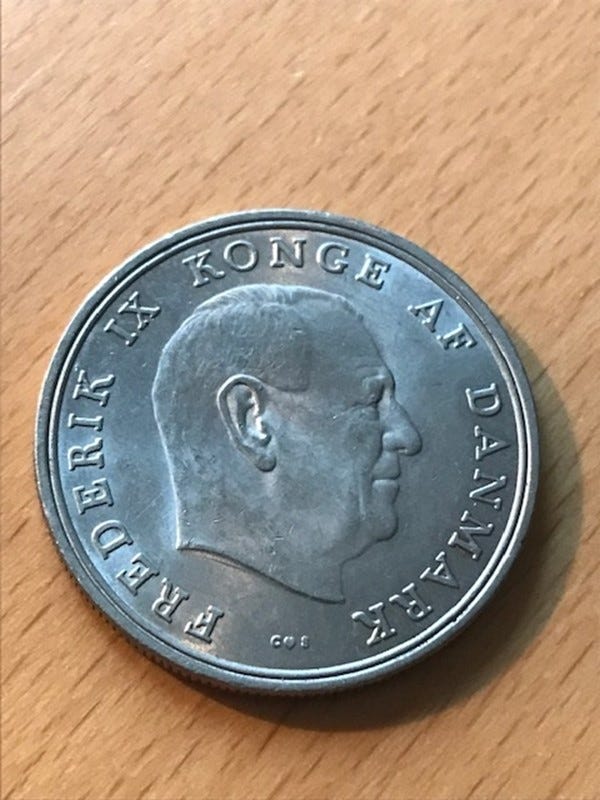 FREDERIK IX KONGE AF DANMARK
C♥S